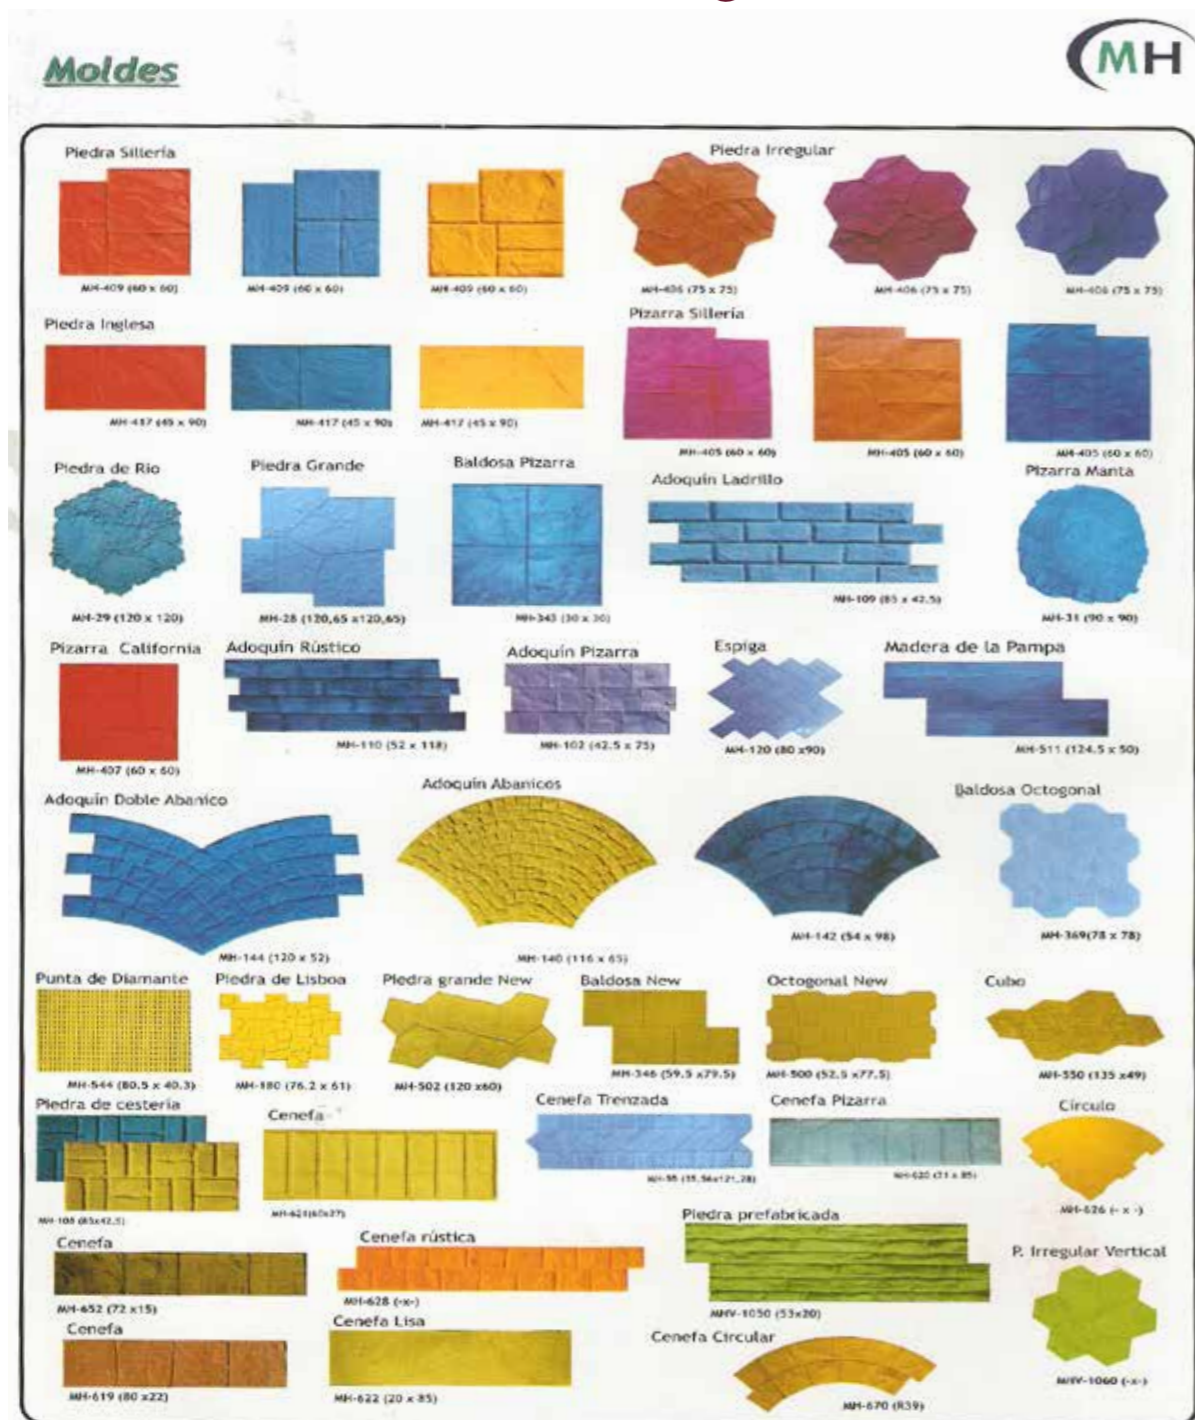 Moldes
MH
Piedra Sillería
Piedra Irregular
MH-409 (60 x 60)
MH-409 (60 x 60)
MH-409 (60 x 60)
MH-406 (75 x 75)
MH-406 (75 x 75)
MH-406 (75 x 75)
Piedra Inglesa
Pizarra Sillería
MH-417 (45 x 90)
MH-417 (45 x 90)
MH-417 (45 x 90)
MH-405 (60 x 60)
MH-405 (60 x 60)
MH-405 (60 x 60)
Piedra de Rio
Piedra Grande
Baldosa Pizarra
Adoquín Ladrillo
Pizarra Manta
MH-29 (120 x 120)
MH-28 (120,65 x120,65)
MH-343 (30 x 30)
MH-109 (85 x 42.5)
MH-31 (90 x 90)
Pizarra California
Adoquín Rústico
Adoquín Pizarra
Espiga
Madera de la Pampa
MH-407 (60 x 60)
MH-110 (52 x 118)
MH-102 (42.5 x 75)
MH-120 (80 x90)
MH-511 (124.5 x 50)
Adoquín Doble Abanico
Adoquín Abanicos
Baldosa Octogonal
MH-144 (120 x 52)
MH-140 (116 x 65)
MH-142 (54 x 98)
MH-369(78 x 78)
Punta de Diamante
Piedra de Lisboa
Piedra grande New
Baldosa New
Octogonal New
Cubo
MH-544 (80.5 x 40.3)
MH-180 (76.2 x 61)
MH-502 (120 x60)
MH-346 (59.5 x79.5)
MH-500 (52.5 x77.5)
MH-550 (135 x49)
Piedra de cesteria
Cenefa
Cenefa Trenzada
Cenefa Pizarra
Círculo
MH-108 (85x42.5)
MH-621(60x27)
MH-620 (21 x 85)
MH-626 (- x -)
Cenefa
Cenefa rústica
Piedra prefabricada
P. Irregular Vertical
MH-652 (72 x15)
MH-628 (-x-)
MHV-1050 (53x20)
Cenefa
Cenefa Lisa
Cenefa Circular
MH-619 (80 x22)
MH-622 (20 x 85)
MH-670 (R39)
MHV-1060 (-x-)